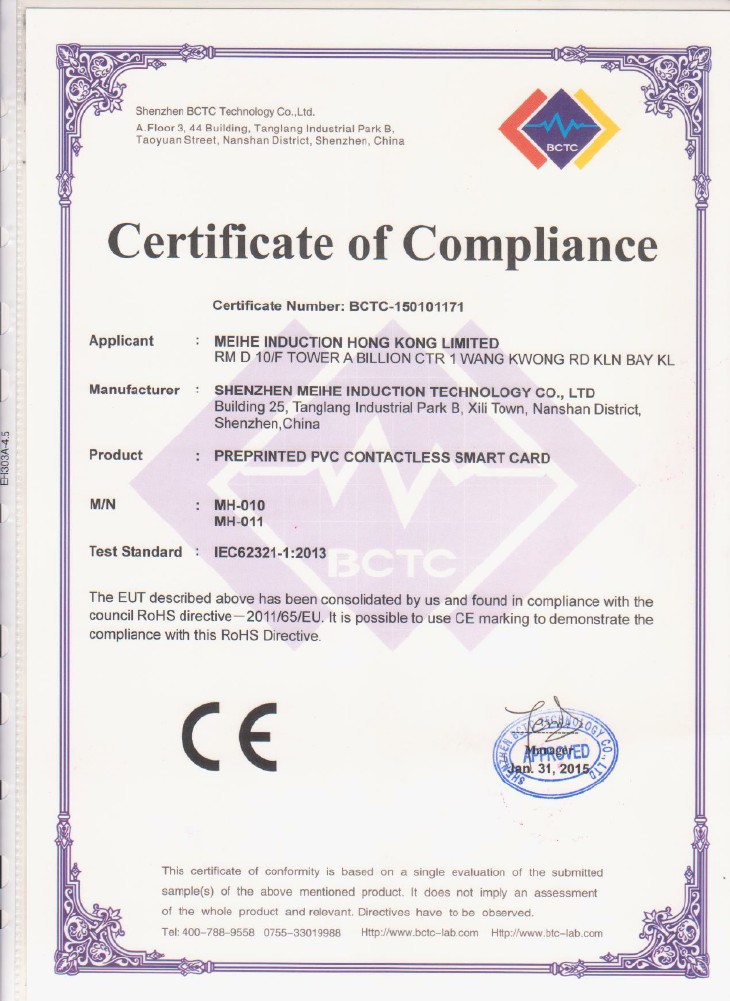 Shenzhen BCTC Technology Co.,Ltd.
A.Floor 3, 44 Building, Tanglang Industrial Park B,
Taoyuan Street, Nanshan District, Shenzhen, China
BCTC
Certificate of Compliance
Certificate Number: BCTC-150101171
Applicant : MEIHE INDUCTION HONG KONG LIMITED
RM D 10/F TOWER A BILLION CTR 1 WANG KWONG RD KLN BAY KL
Manufacturer : SHENZHEN MEIHE INDUCTION TECHNOLOGY CO., LTD
Building 25, Tanglang Industrial Park B, Xili Town, Nanshan District,
Shenzhen,China
EH303A-4.5
Product : PREPRINTED PVC CONTACTLESS SMART CARD
M/N : MH-010
MH-011
Test Standard : IEC62321-1:2013
BCTC
The EUT described above has been consolidated by us and found in compliance with the
council RoHS directive—2011/65/EU. It is possible to use CE marking to demonstrate the
compliance with this RoHS Directive.
CE
SHENZHEN BCTC TECHNOLOGY CO., LTD
Manager
APPROVED
Jan. 31, 2015
This certificate of conformity is based on a single evaluation of the submitted
sample(s) of the above mentioned product. It does not imply an assessment
of the whole product and relevant. Directives have to be observed.
Tel: 400-788-9558 0755-33019988 Http://www.bctc-lab.com Http://www.btc-lab.com